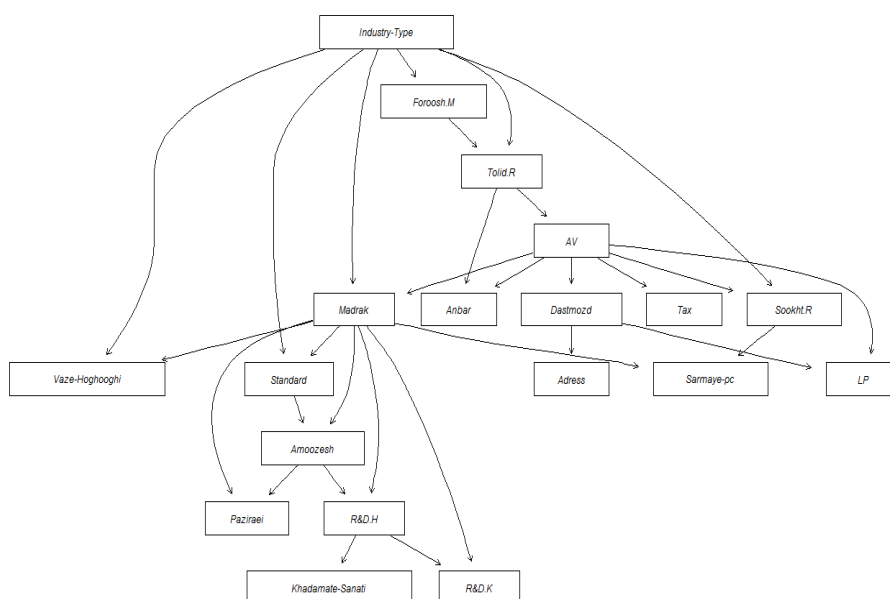 Industry-Type
Foroosh.M
Tolid.R
AV
Madrak
Anbar
Dastmozd
Tax
Sookht.R
Vaze-Hoghooghi
Standard
Adress
Sarmaye-pc
LP
Amoozesh
Paziraei
R&D.H
Khadamate-Sanati
R&D.K